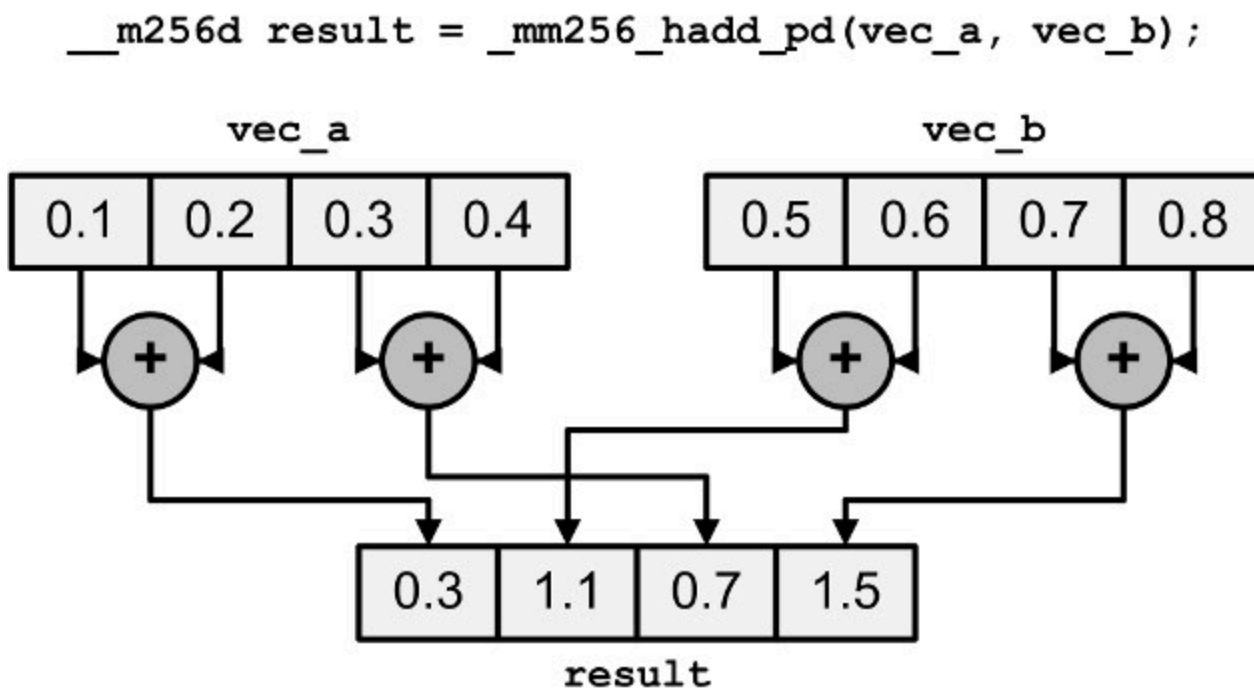 __m256d result = _mm256_hadd_pd(vec_a, vec_b);
vec_a vec_b
0.1 0.2 0.3 0.4 0.5 0.6 0.7 0.8
+ + + +
0.3 1.1 0.7 1.5
result